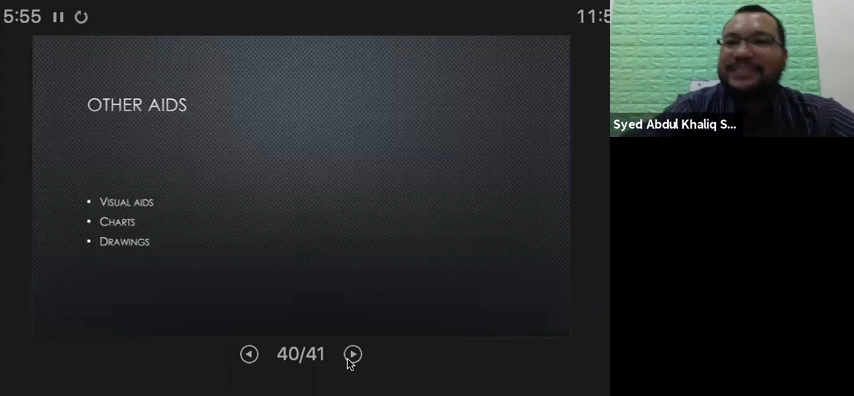 5:55
11:5
OTHER AIDS
• VISUAL AIDS
• CHARTS
• DRAWINGS
Syed Abdul Khaliq S...
40/41